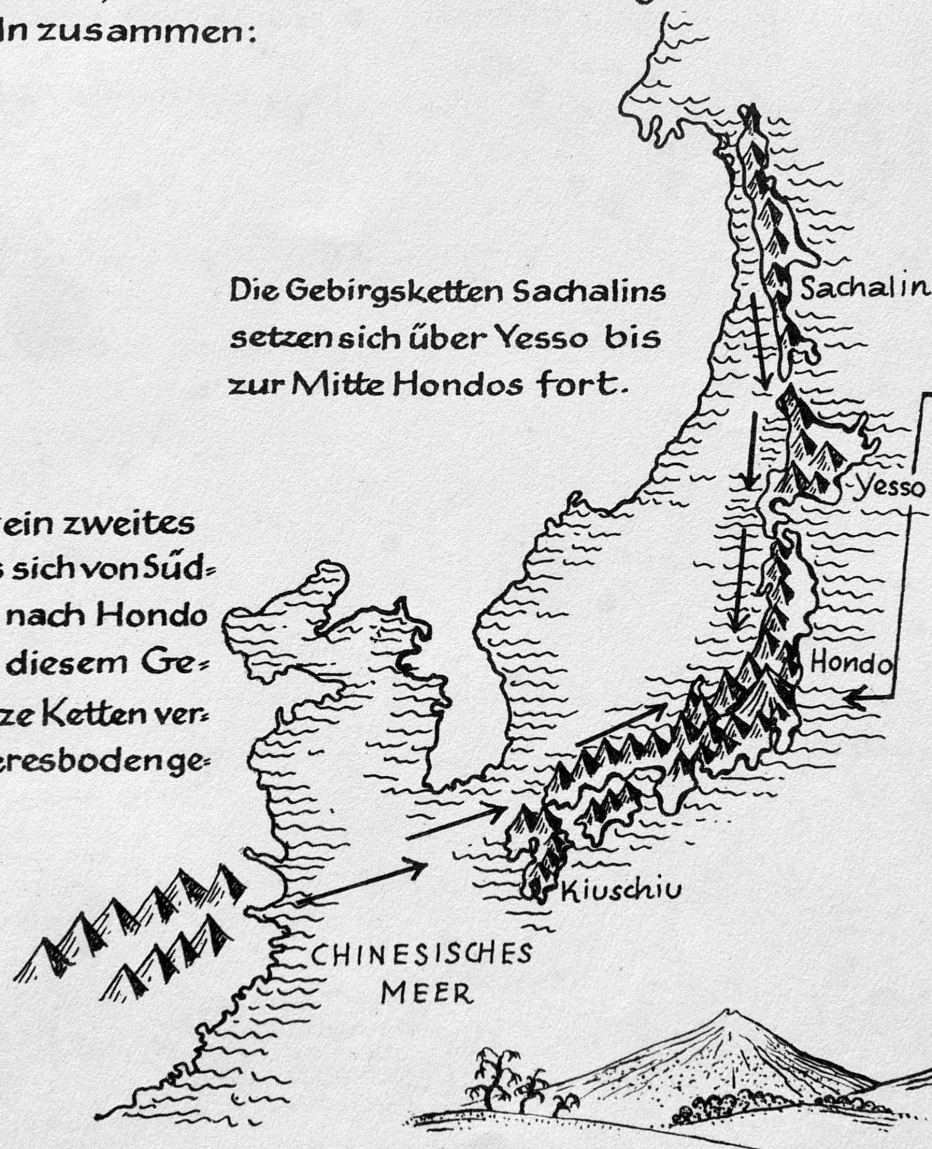 ln zusammen:
Die Gebirgsketten Sachalins
setzen sich über Yesso bis
zur Mitte Hondos fort.
Sachalin
Yesso
ein zweites
s sich von Süd=
nach Hondo
diesem Ge=
ze Ketten ver=
eresbodenge=
Hondo
Kiuschiu
CHINESISCHES
MEER